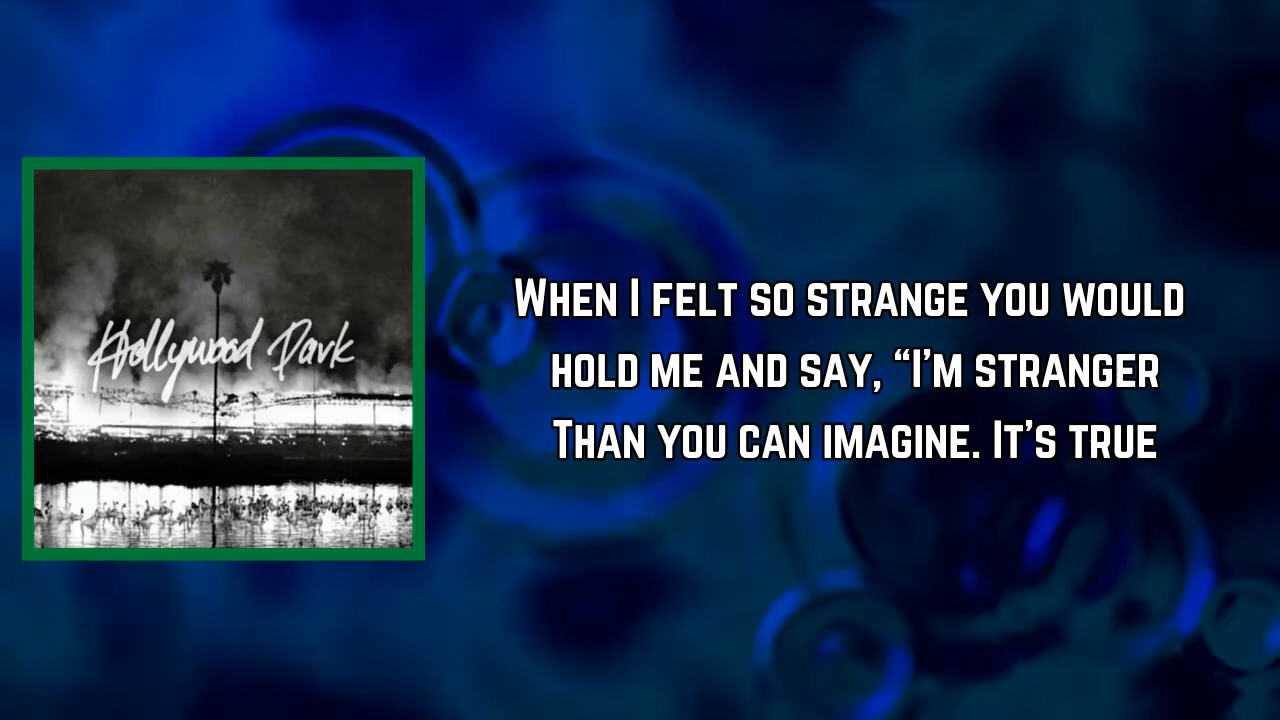 Hollywood Park
When I felt so strange you would
hold me and say, “I’m stranger
Than you can imagine. It’s true